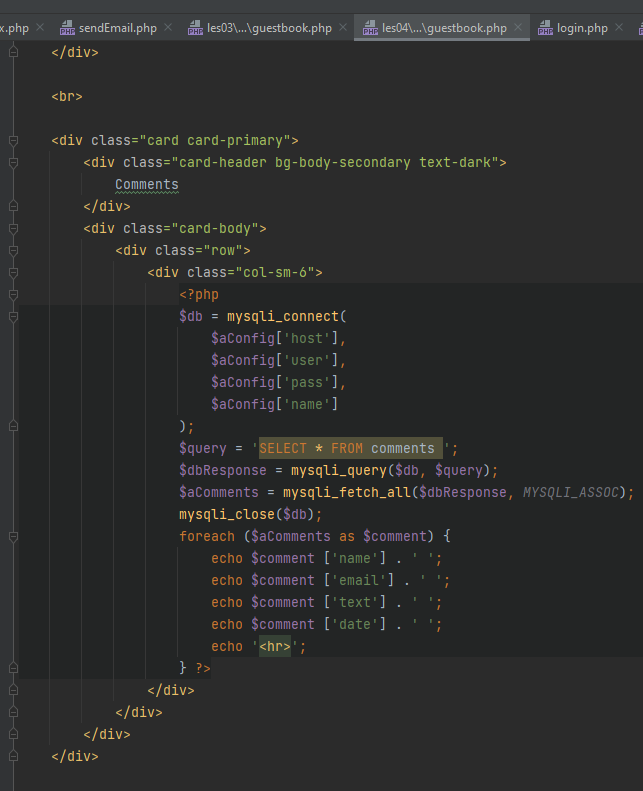 x.php sendEmail.php les03\...\guestbook.php les04\...\guestbook.php login.php
</div>
<br>
<div class="card card-primary">
<div class="card-header bg-body-secondary text-dark">
Comments
</div>
<div class="card-body">
<div class="row">
<div class="col-sm-6">
<?php
$db = mysqli_connect(
$aConfig['host'],
$aConfig['user'],
$aConfig['pass'],
$aConfig['name']
);
$query = 'SELECT * FROM comments ';
$dbResponse = mysqli_query($db, $query);
$aComments = mysqli_fetch_all($dbResponse, MYSQLI_ASSOC);
mysqli_close($db);
foreach ($aComments as $comment) {
echo $comment ['name'] . ' ';
echo $comment ['email'] . ' ';
echo $comment ['text'] . ' ';
echo $comment ['date'] . ' ';
echo '<hr>';
} ?>
</div>
</div>
</div>
</div>